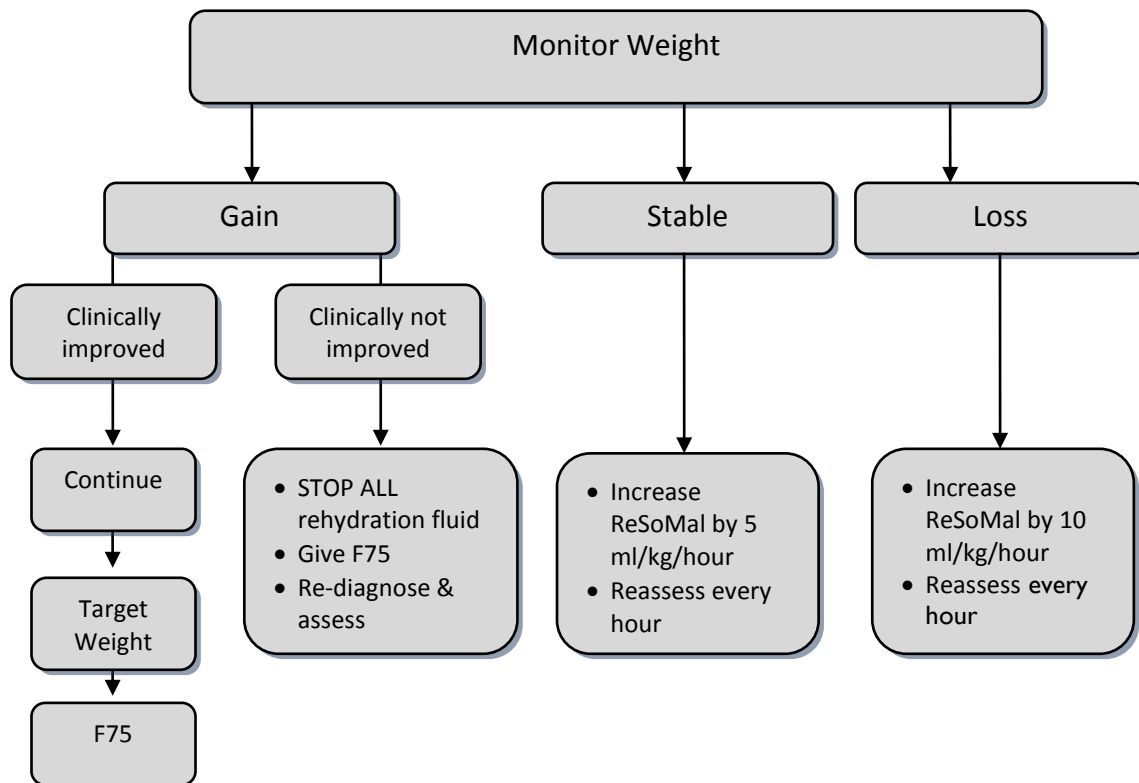 Monitor Weight
Gain
Stable
Loss
Clinically
improved
Clinically not
improved
Continue
Target
Weight
F75
• STOP ALL
rehydration fluid
• Give F75
• Re-diagnose &
assess
• Increase
ReSoMal by 5
ml/kg/hour
• Reassess every
hour
• Increase
ReSoMal by 10
ml/kg/hour
• Reassess every
hour